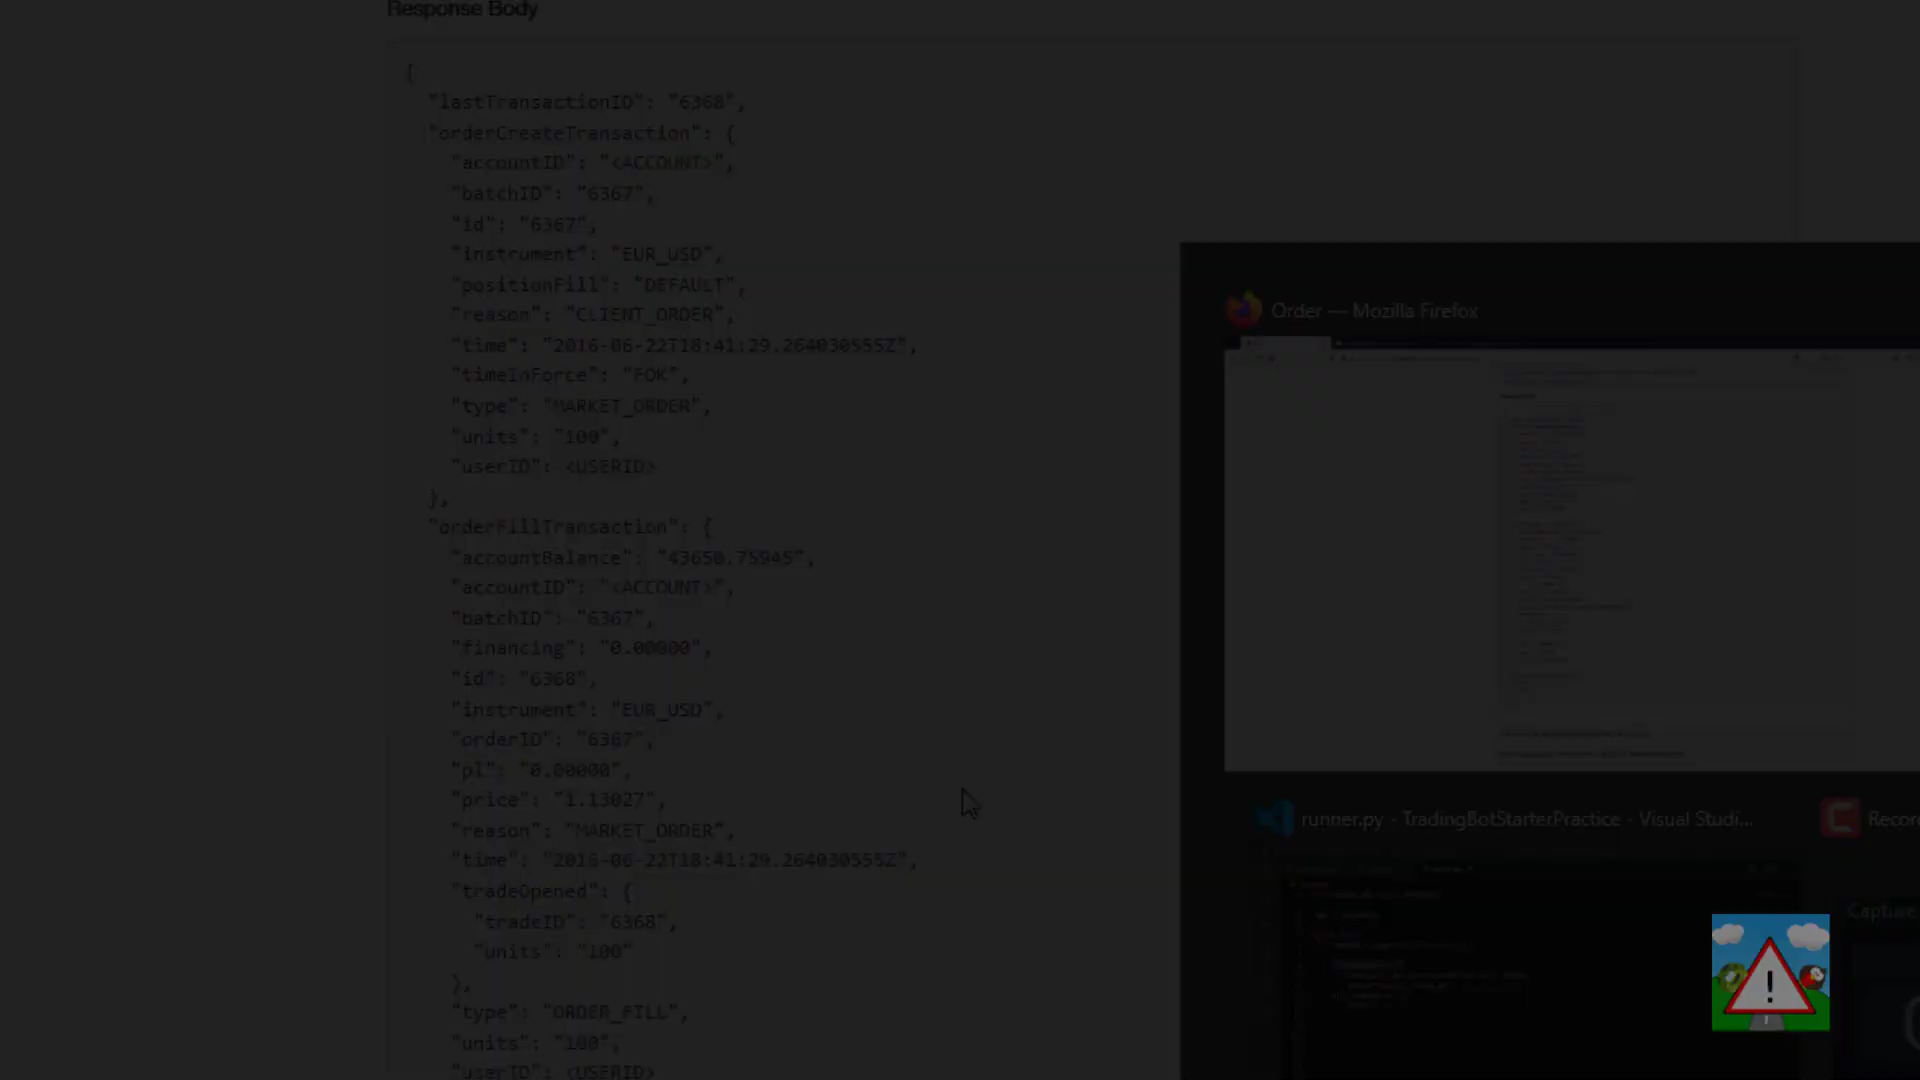 Response Body
{
"lastTransactionID": "6368",
"orderCreateTransaction": {
"accountID": "<ACCOUNT>",
"batchID": "6367",
"id": "6367",
"instrument": "EUR_USD",
"positionFill": "DEFAULT",
"reason": "CLIENT_ORDER",
"time": "2016-06-22T18:41:29.264030555Z",
"timeInForce": "FOK",
"type": "MARKET_ORDER",
"units": "100",
"userID": <USERID>
},
"orderFillTransaction": {
"accountBalance": "43650.75945",
"accountID": "<ACCOUNT>",
"batchID": "6367",
"financing": "0.00000",
"id": "6368",
"instrument": "EUR_USD",
"orderID": "6367",
"pl": "0.00000",
"price": "1.13027",
"reason": "MARKET_ORDER",
"time": "2016-06-22T18:41:29.264030555Z",
"tradeOpened": {
"tradeID": "6368",
"units": "100"
},
"type": "ORDER_FILL",
"units": "100",
"userID": <USERID>
Order — Mozilla Firefox
runner.py - TradingBotStarterPractice - Visual Studi...
Recor
Capture
!